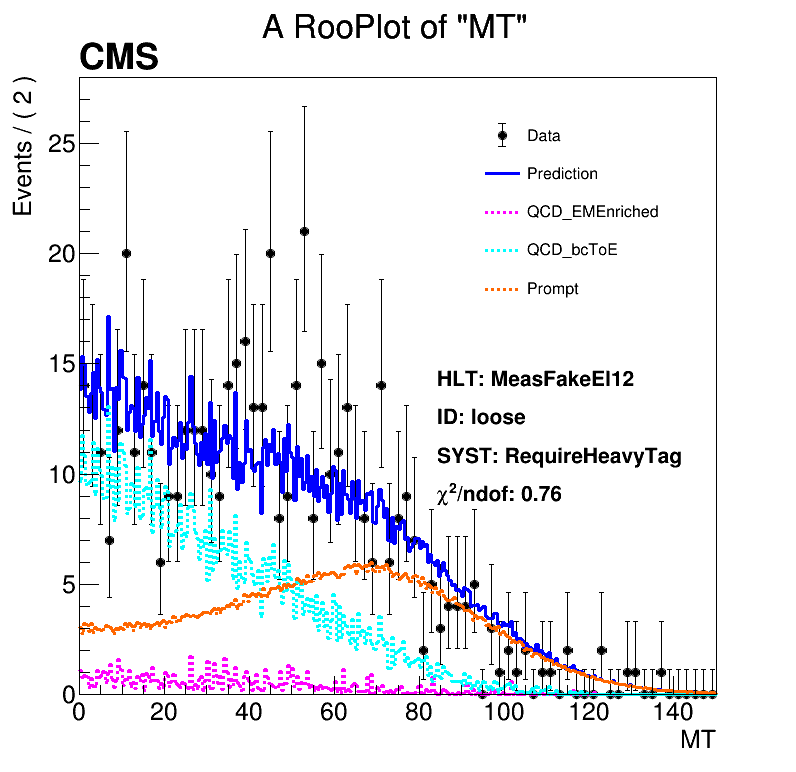 A RooPlot of "MT"
CMS
Events / ( 2 )
25
20
15
10
5
0
Data
Prediction
QCD_EMEnriched
QCD_bcToE
Prompt
HLT: MeasFakeEl12
ID: loose
SYST: RequireHeavyTag
χ²/ndof: 0.76
0 20 40 60 80 100 120 140
MT